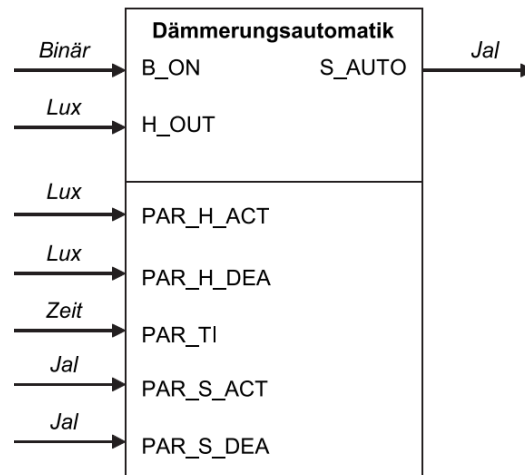 Dämmerungsautomatik
Binär B_ON S_AUTO Jal
Lux H_OUT
Lux PAR_H_ACT
Lux PAR_H_DEA
Zeit PAR_TI
Jal PAR_S_ACT
Jal PAR_S_DEA